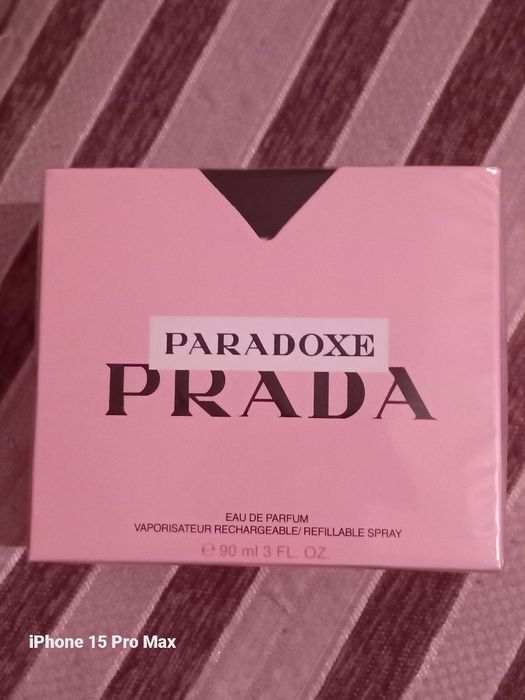 PARADOXE
PRADA
EAU DE PARFUM
VAPORISATEUR RECHARGEABLE/ REFILLABLE SPRAY
℮ 90 ml 3 FL. OZ.
iPhone 15 Pro Max